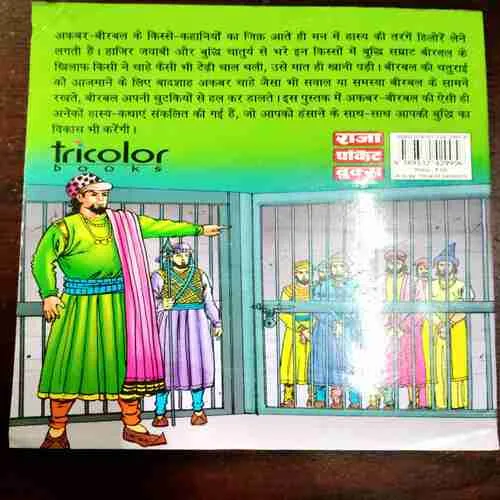 अकबर-बीरबल के किस्से-कहानियों का जिक्र आते ही मन में हास्य की तरंगें हिलोरें लेने
लगती हैं। हाजिर जवाबी और बुद्धि चातुर्य से भरे इन किस्सों में बुद्धि सम्राट बीरबल के
खिलाफ किसी ने चाहे कैसी भी टेढ़ी चाल चली, उसे मात ही खानी पड़ी। बीरबल की चतुराई
को आजमाने के लिए बादशाह अकबर चाहे जैसा भी सवाल या समस्या बीरबल के सामने
रखते, बीरबल अपनी चुटकियों से हल कर डालते। इस पुस्तक में अकबर-बीरबल की ऐसी ही
अनेकों हास्य-कथाएं संकलित की गई हैं, जो आपको हंसाने के साथ-साथ आपकी बुद्धि का
विकास भी करेंगी।
tricolor
books
राजा
पॉकेट
बुक्स